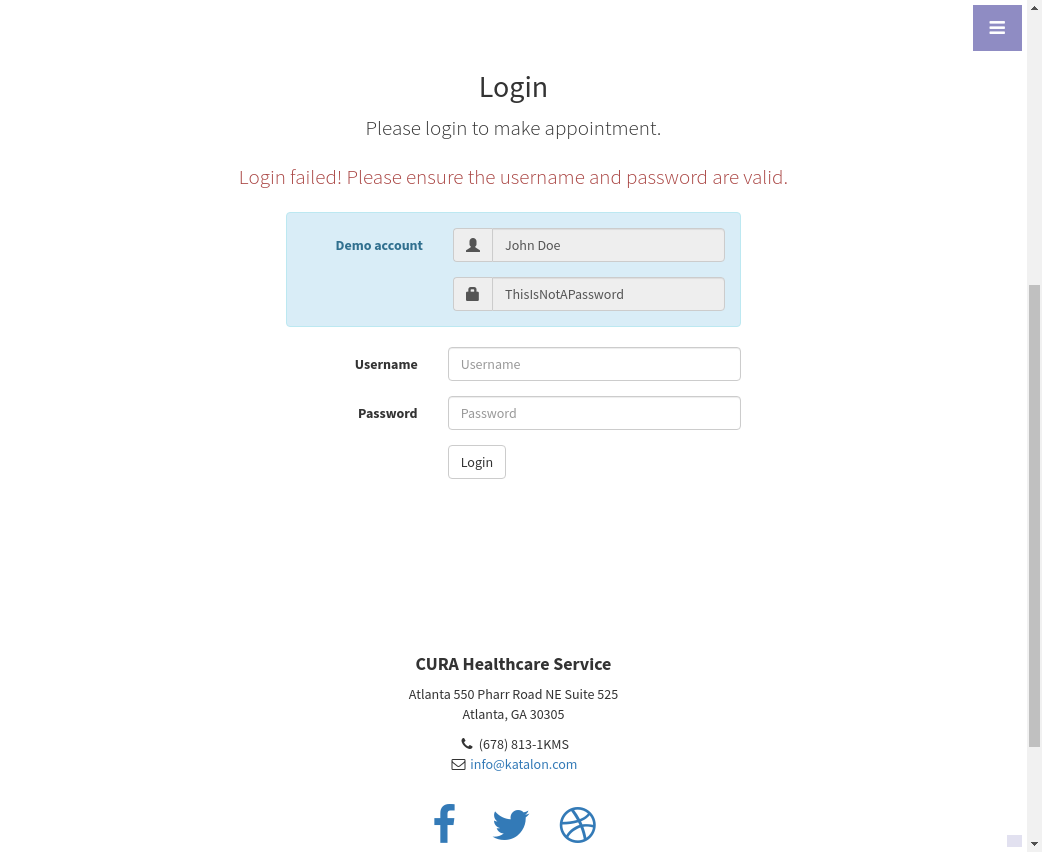 Login
Please login to make appointment.
Login failed! Please ensure the username and password are valid.
Demo account
John Doe
ThisIsNotAPassword
Username
Username
Password
Password
Login
CURA Healthcare Service
Atlanta 550 Pharr Road NE Suite 525
Atlanta, GA 30305
(678) 813-1KMS
info@katalon.com